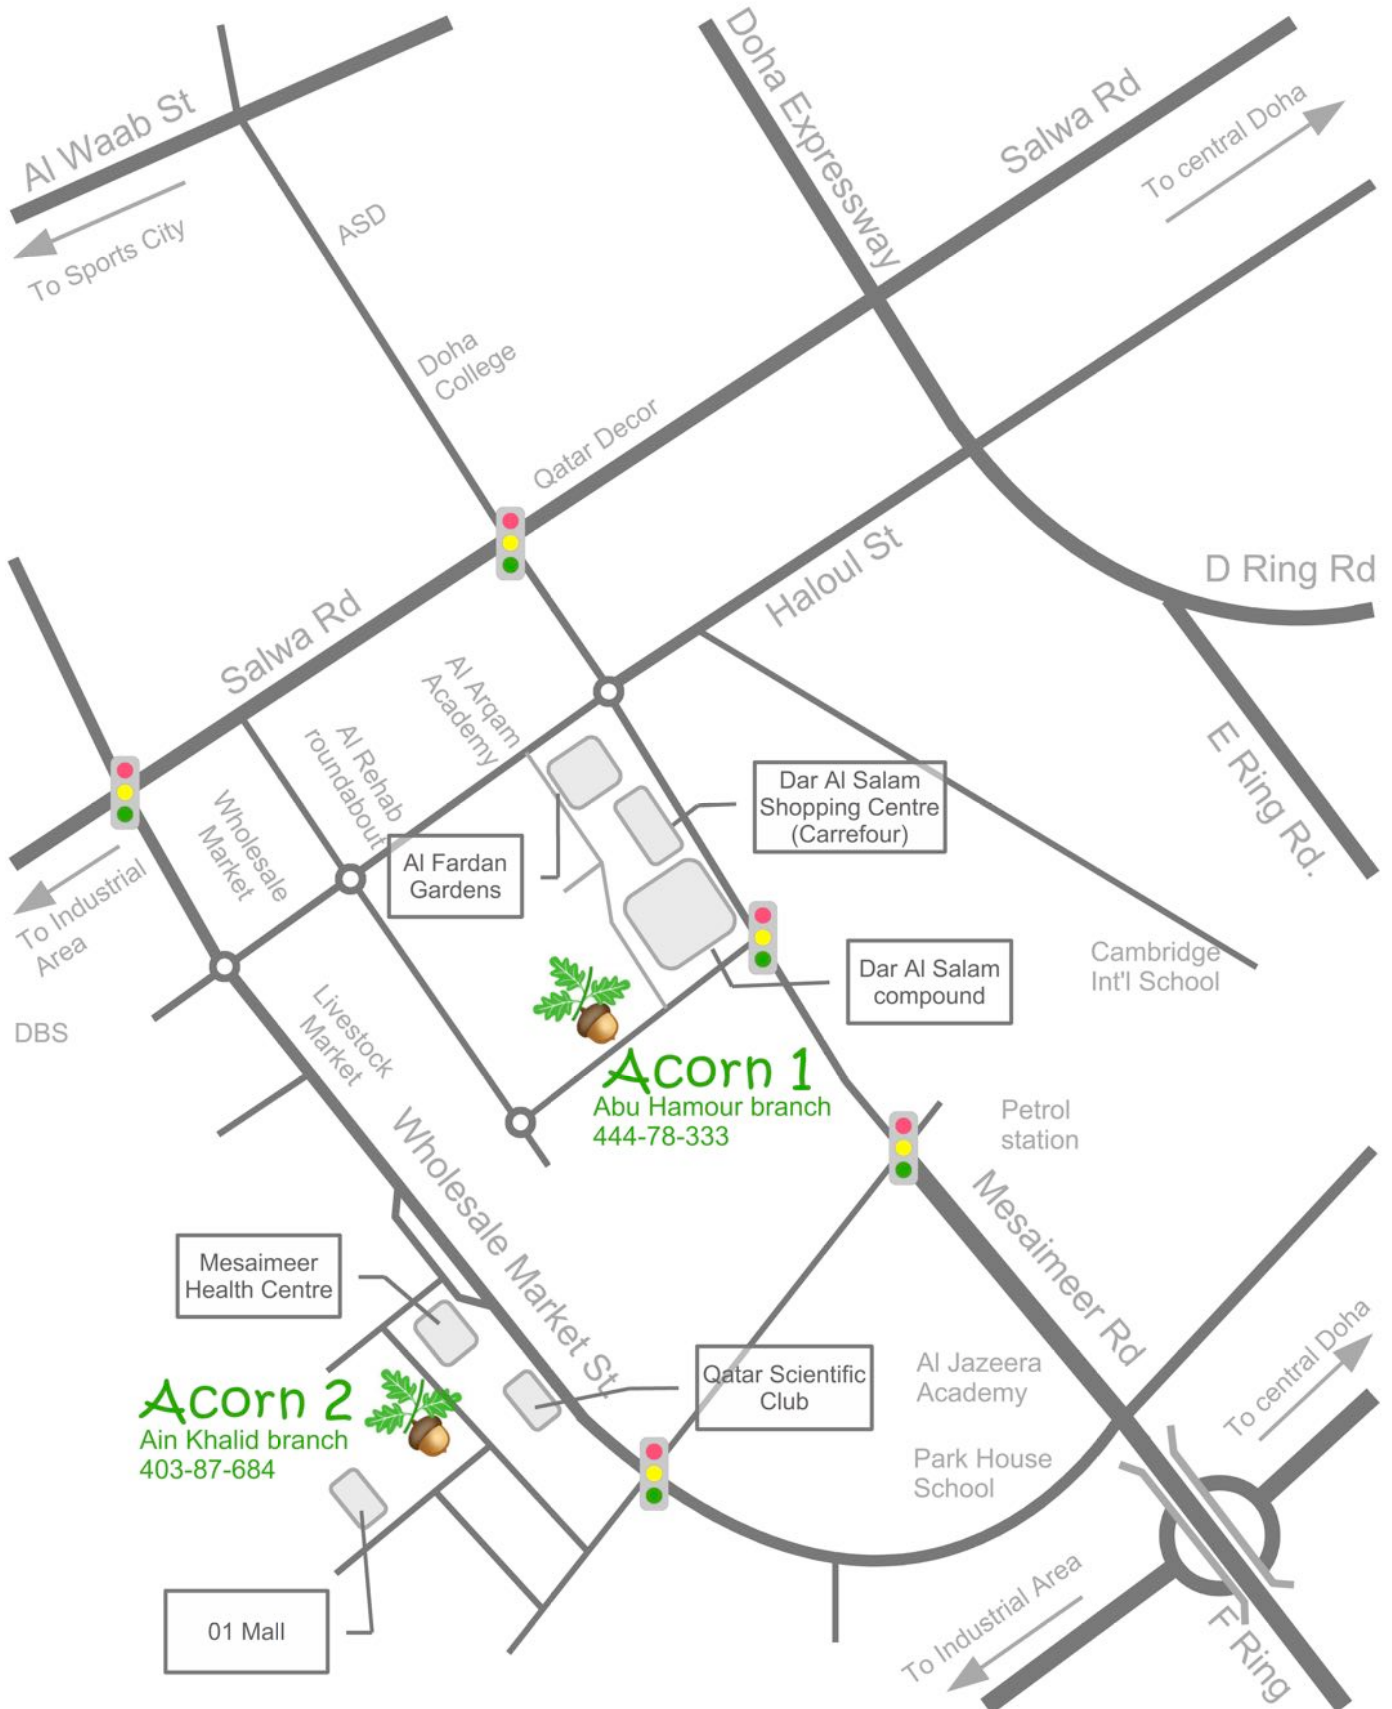 Al Waab St
To Sports City
ASD
Doha
College
Doha Expressway
Salwa Rd
To central Doha
Qatar Decor
Haloul St
D Ring Rd
E Ring Rd.
Salwa Rd
Al Arqam
Academy
Al Rehab
roundabout
Wholesale
Market
To Industrial
Area
DBS
Al Fardan
Gardens
Dar Al Salam
Shopping Centre
(Carrefour)
Dar Al Salam
compound
Cambridge
Int'l School
Livestock
Market
Acorn 1
Abu Hamour branch
444-78-333
Petrol
station
Wholesale Market St
Mesaimeer Rd
Mesaimeer
Health Centre
Acorn 2
Ain Khalid branch
403-87-684
Qatar Scientific
Club
Al Jazeera
Academy
Park House
School
To central Doha
01 Mall
To Industrial Area
F Ring